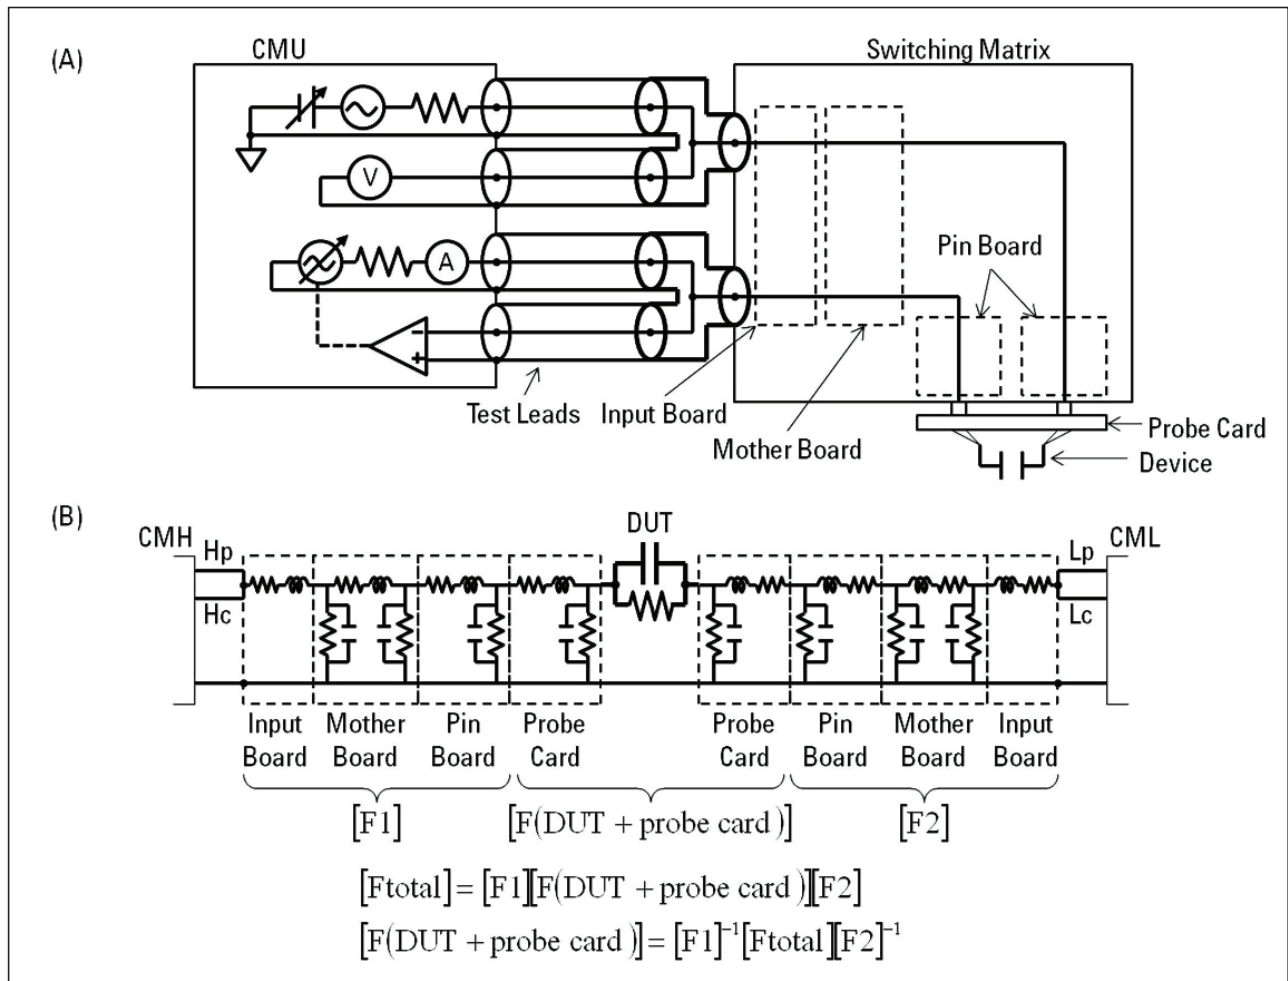 (A)
CMU
Switching Matrix
V
A
Pin Board
Test Leads
Input Board
Mother Board
Probe Card
Device
(B)
DUT
CMH
Hp
Hc
Lp
Lc
CML
Input Board
Mother Board
Pin Board
Probe Card
Probe Card
Pin Board
Mother Board
Input Board
[F1]
[F(DUT + probe card)]
[F2]
[Ftotal] = [F1][F(DUT + probe card)][F2]
[F(DUT + probe card)] = [F1]⁻¹[Ftotal][F2]⁻¹